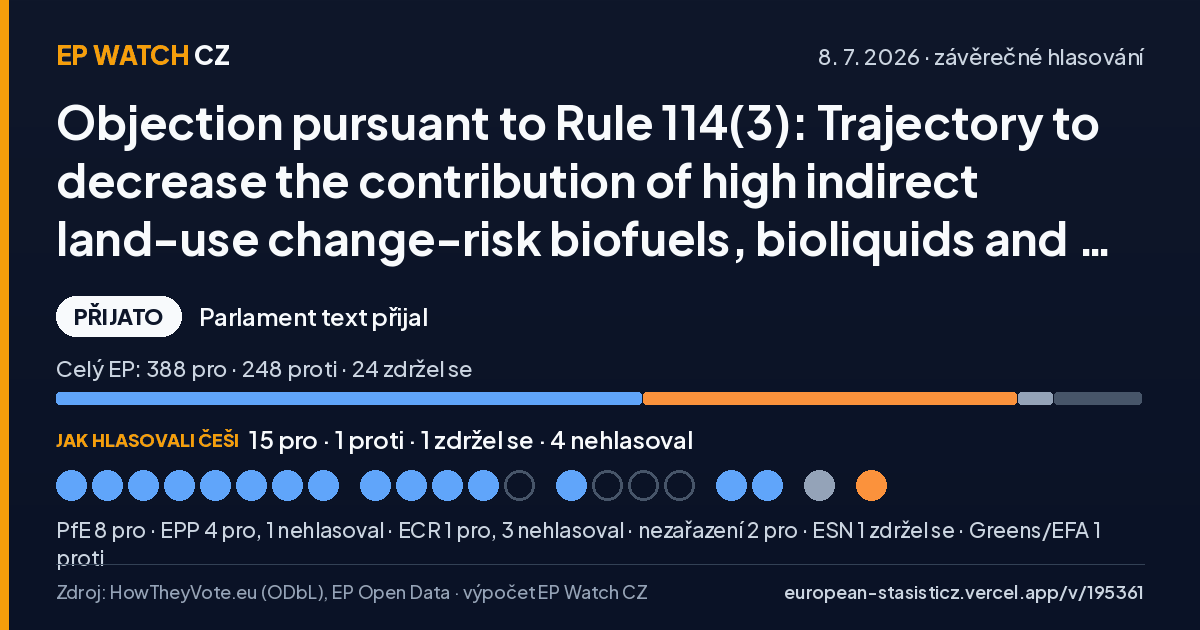 EP WATCH CZ
8. 7. 2026 · závěrečné hlasování
Objection pursuant to Rule 114(3): Trajectory to
decrease the contribution of high indirect
land-use change-risk biofuels, bioliquids and …
PŘIJATO Parlament text přijal
Celý EP: 388 pro · 248 proti · 24 zdržel se
JAK HLASOVALI ČEŠI 15 pro · 1 proti · 1 zdržel se · 4 nehlasoval
PfE 8 pro · EPP 4 pro, 1 nehlasoval · ECR 1 pro, 3 nehlasoval · nezařazení 2 pro · ESN 1 zdržel se · Greens/EFA 1
proti
Zdroj: HowTheyVote.eu (ODbL), EP Open Data · výpočet EP Watch CZ
european-stasisticz.vercel.app/v/195361